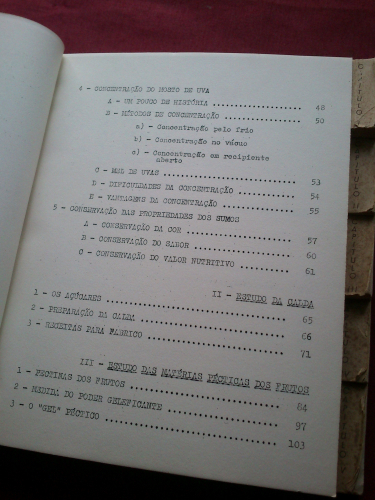 4 - CONCENTRAÇÃO DO MOSTO DE UVA
A - UM POUCO DE HISTÓRIA .................... 48
B - MÉTODOS DE CONCENTRAÇÃO ................. 50
a) - Concentração pelo frio
b) - Concentração no vácuo
c) - Concentração em recipiente
aberto
C - MEL DE UVAS ............................. 53
D - DIFICULDADES DA CONCENTRAÇÃO ............ 54
E - VANTAGENS DA CONCENTRAÇÃO ............... 55
5 - CONSERVAÇÃO DAS PROPRIEDADES DOS SUMOS
A - CONSERVAÇÃO DA COR ...................... 57
B - CONSERVAÇÃO DO SABOR .................... 60
C - CONSERVAÇÃO DO VALOR NUTRITIVO .......... 61
II - ESTUDO DA CALDA
1 - OS AÇÚCARES ............................. 65
2 - PREPARAÇÃO DA CALDA ..................... 66
3 - RECEITAS PARA FABRICO ................... 71
III - ESTUDO DAS MATÉRIAS PÉCTICAS DOS FRUTOS
1 - PECTINAS DOS FRUTOS ..................... 84
2 - MEDIDA DO PODER GELEFICANTE ............. 97
3 - O "GEL" PÉCTICO ......................... 103